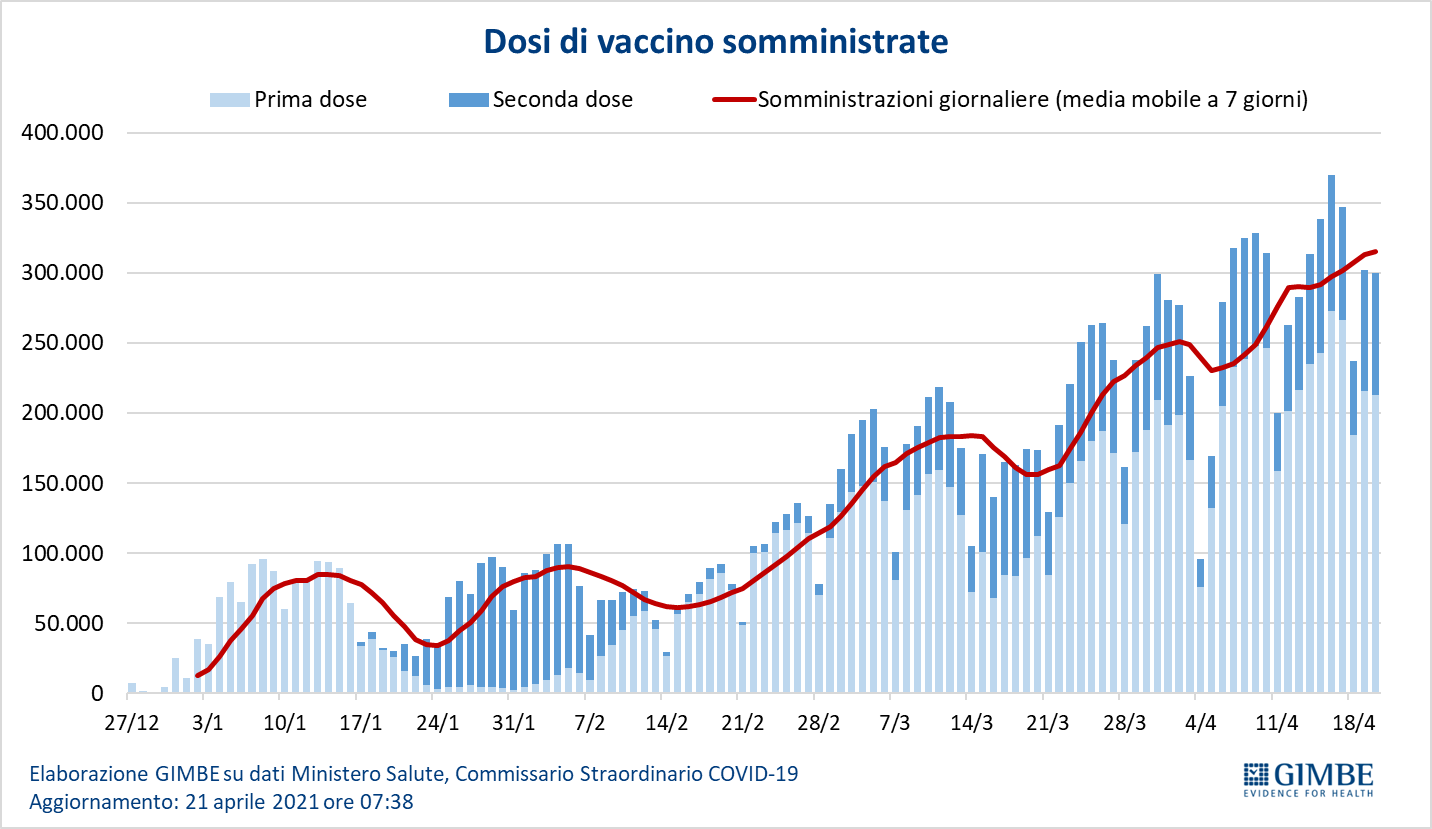 Dosi di vaccino somministrate
Prima dose Seconda dose Somministrazioni giornaliere (media mobile a 7 giorni)
400.000
350.000
300.000
250.000
200.000
150.000
100.000
50.000
0
27/12 3/1 10/1 17/1 24/1 31/1 7/2 14/2 21/2 28/2 7/3 14/3 21/3 28/3 4/4 11/4 18/4
Elaborazione GIMBE su dati Ministero Salute, Commissario Straordinario COVID-19
Aggiornamento: 21 aprile 2021 ore 07:38
GIMBE
EVIDENCE FOR HEALTH